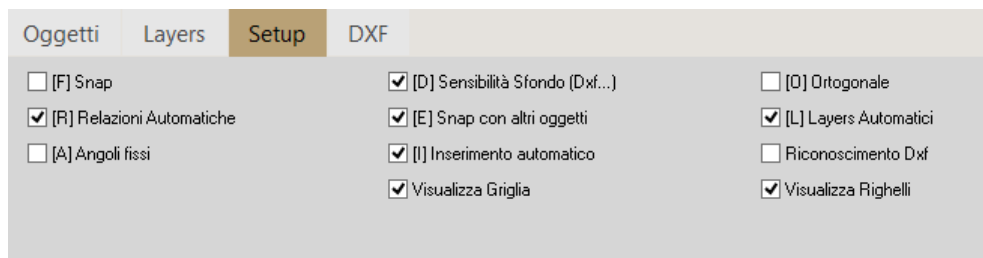 Oggetti Layers Setup DXF
[F] Snap [D] Sensibilità Sfondo (Dxf...) [O] Ortogonale
[R] Relazioni Automatiche [E] Snap con altri oggetti [L] Layers Automatici
[A] Angoli fissi [I] Inserimento automatico Riconoscimento Dxf
Visualizza Griglia Visualizza Righelli